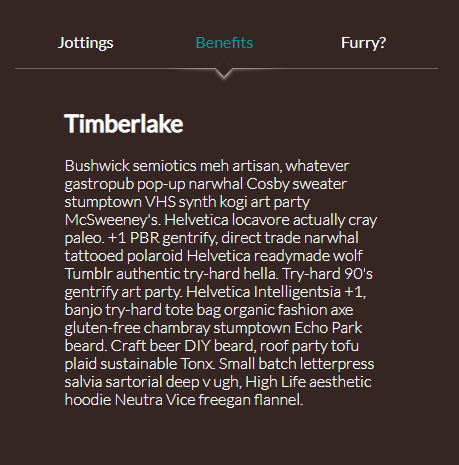 Jottings Benefits Furry?
Timberlake
Bushwick semiotics meh artisan, whatever
gastropub pop-up narwhal Cosby sweater
stumptown VHS synth kogi art party
McSweeney's. Helvetica locavore actually cray
paleo. +1 PBR gentrify, direct trade narwhal
tattooed polaroid Helvetica readymade wolf
Tumblr authentic try-hard hella. Try-hard 90's
gentrify art party. Helvetica Intelligentsia +1,
banjo try-hard tote bag organic fashion axe
gluten-free chambray stumptown Echo Park
beard. Craft beer DIY beard, roof party tofu
plaid sustainable Tonx. Small batch letterpress
salvia sartorial deep v ugh, High Life aesthetic
hoodie Neutra Vice freegan flannel.